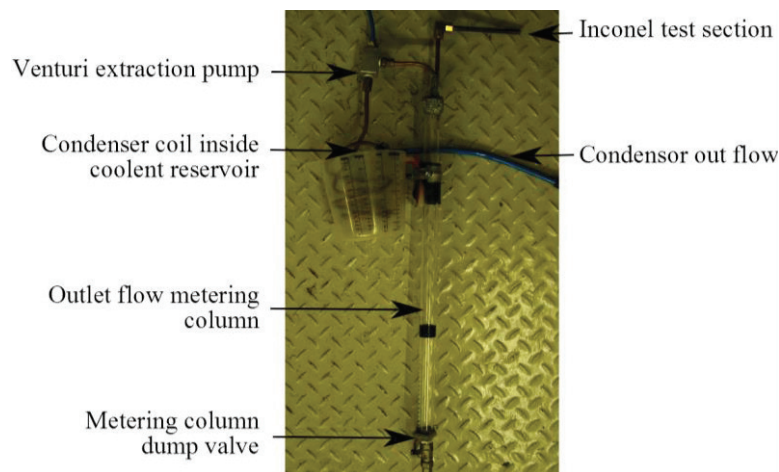 Inconel test section
Venturi extraction pump
Condenser coil inside
coolent reservoir
Condensor out flow
Outlet flow metering
column
Metering column
dump valve